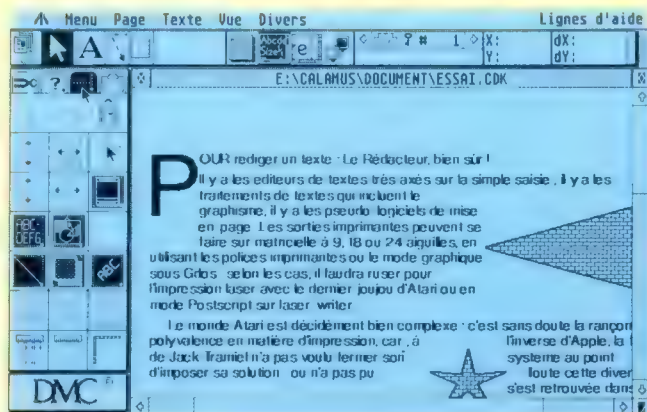 Menu Page Texte Vue Divers Lignes d'aide
A 1 X: dX:
Y: dY:
E:\CALAMUS\DOCUMENT\ESSAI.CDK
?
POUR rediger un texte : Le Rédacteur, bien sûr !
Il y a les editeurs de textes très axés sur la simple saisie , il y a les
traitements de textes qui incluent le
graphisme, il y a les pseudo logiciels de mise
en page Les sorties imprimantes peuvent se
faire sur matricielle à 9, 18 ou 24 aiguilles, en
utilisant les polices imprimantes ou le mode graphique
sous Gdos selon les cas, il faudra ruser pour
l'impression laser avec le dernier joujou d'Atari ou en
mode Postscript sur laser writer
Le monde Atari est décidément bien complexe : c'est sans doute la rançon
polyvalence en matière d'impression, car , à l'inverse d'Apple, la
de Jack Tramiel n'a pas voulu fermer son systeme au point
d'imposer sa solution ou n'a pas pu toute cette diver
s'est retrouvée dans
ABC-
DEFG
ABC
DMC